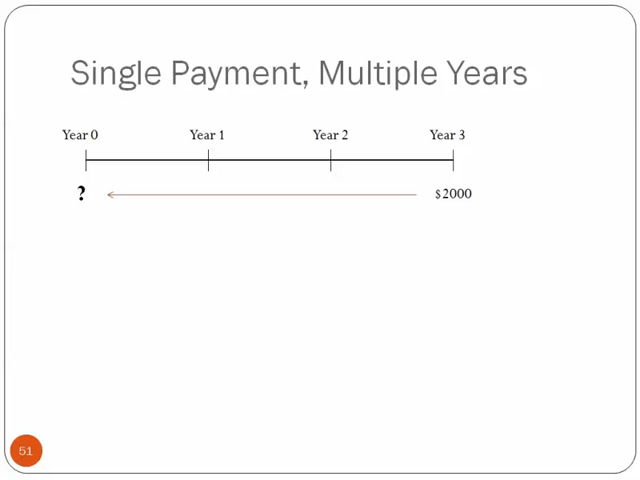 Single Payment, Multiple Years
Year 0 Year 1 Year 2 Year 3
? $2000
51